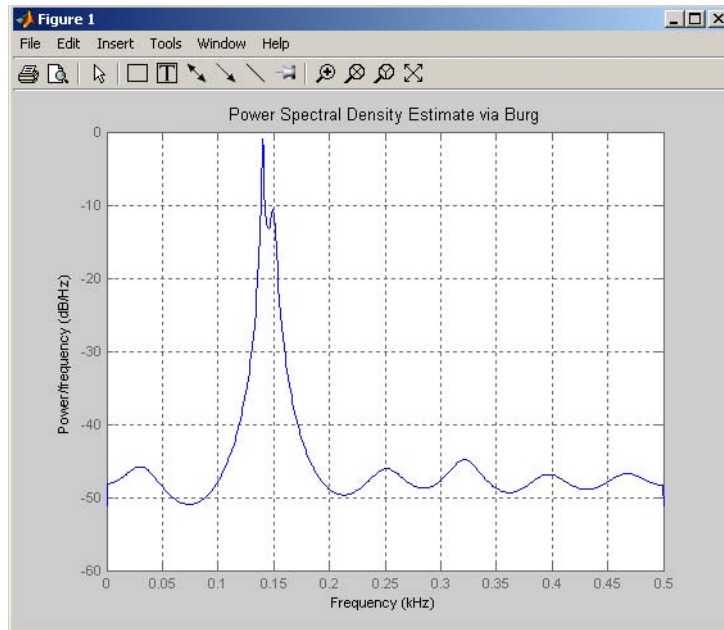 Figure 1
File Edit Insert Tools Window Help
T
Power Spectral Density Estimate via Burg
0
-10
-20
-30
-40
-50
-60
Power/frequency (dB/Hz)
0 0.05 0.1 0.15 0.2 0.25 0.3 0.35 0.4 0.45 0.5
Frequency (kHz)